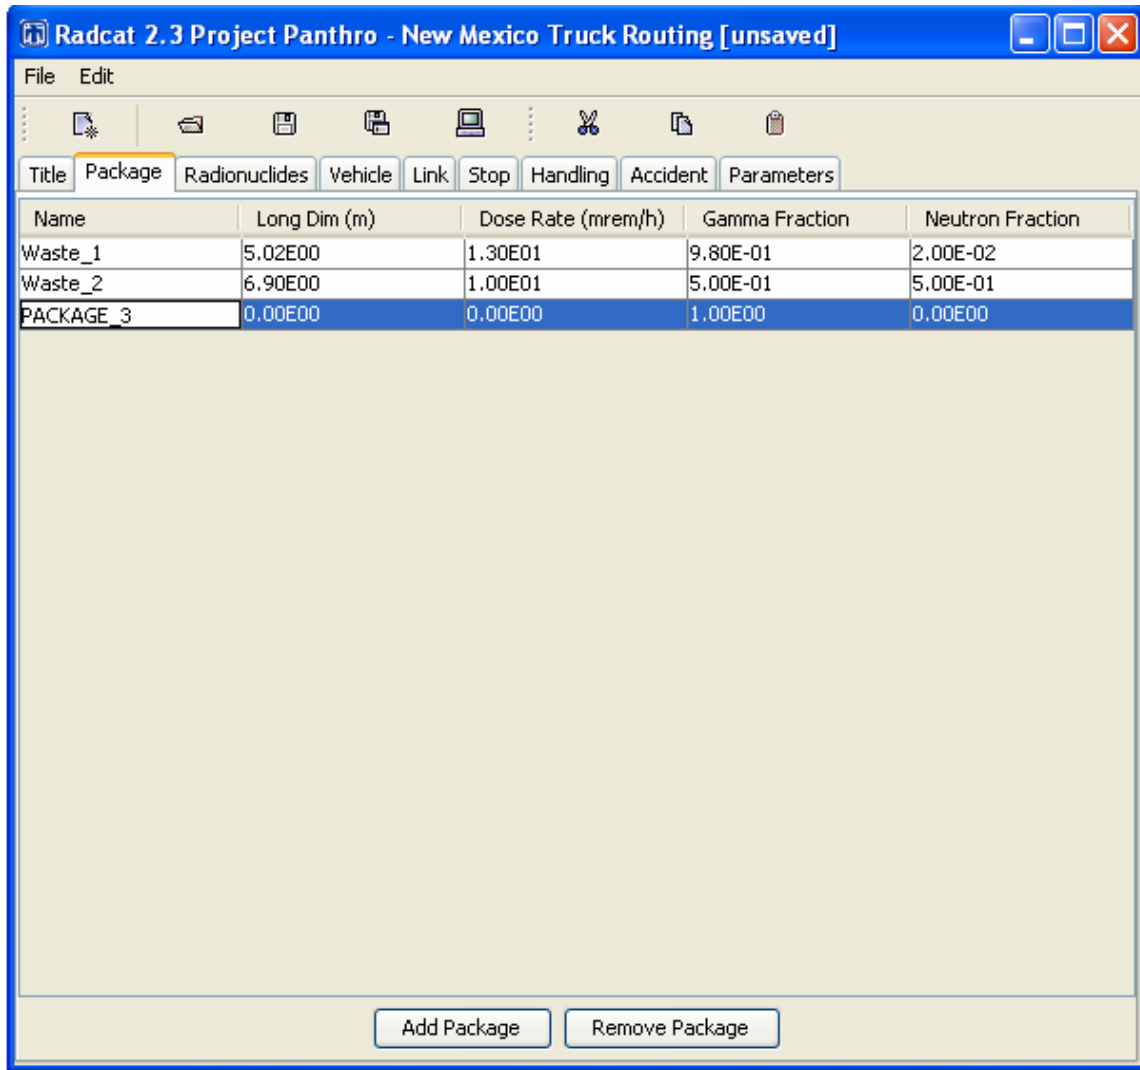 Radcat 2.3 Project Panthro - New Mexico Truck Routing [unsaved]
File Edit
Title Package Radionuclides Vehicle Link Stop Handling Accident Parameters
Name Long Dim (m) Dose Rate (mrem/h) Gamma Fraction Neutron Fraction
Waste_1 5.02E00 1.30E01 9.80E-01 2.00E-02
Waste_2 6.90E00 1.00E01 5.00E-01 5.00E-01
PACKAGE_3 0.00E00 0.00E00 1.00E00 0.00E00
Add Package Remove Package